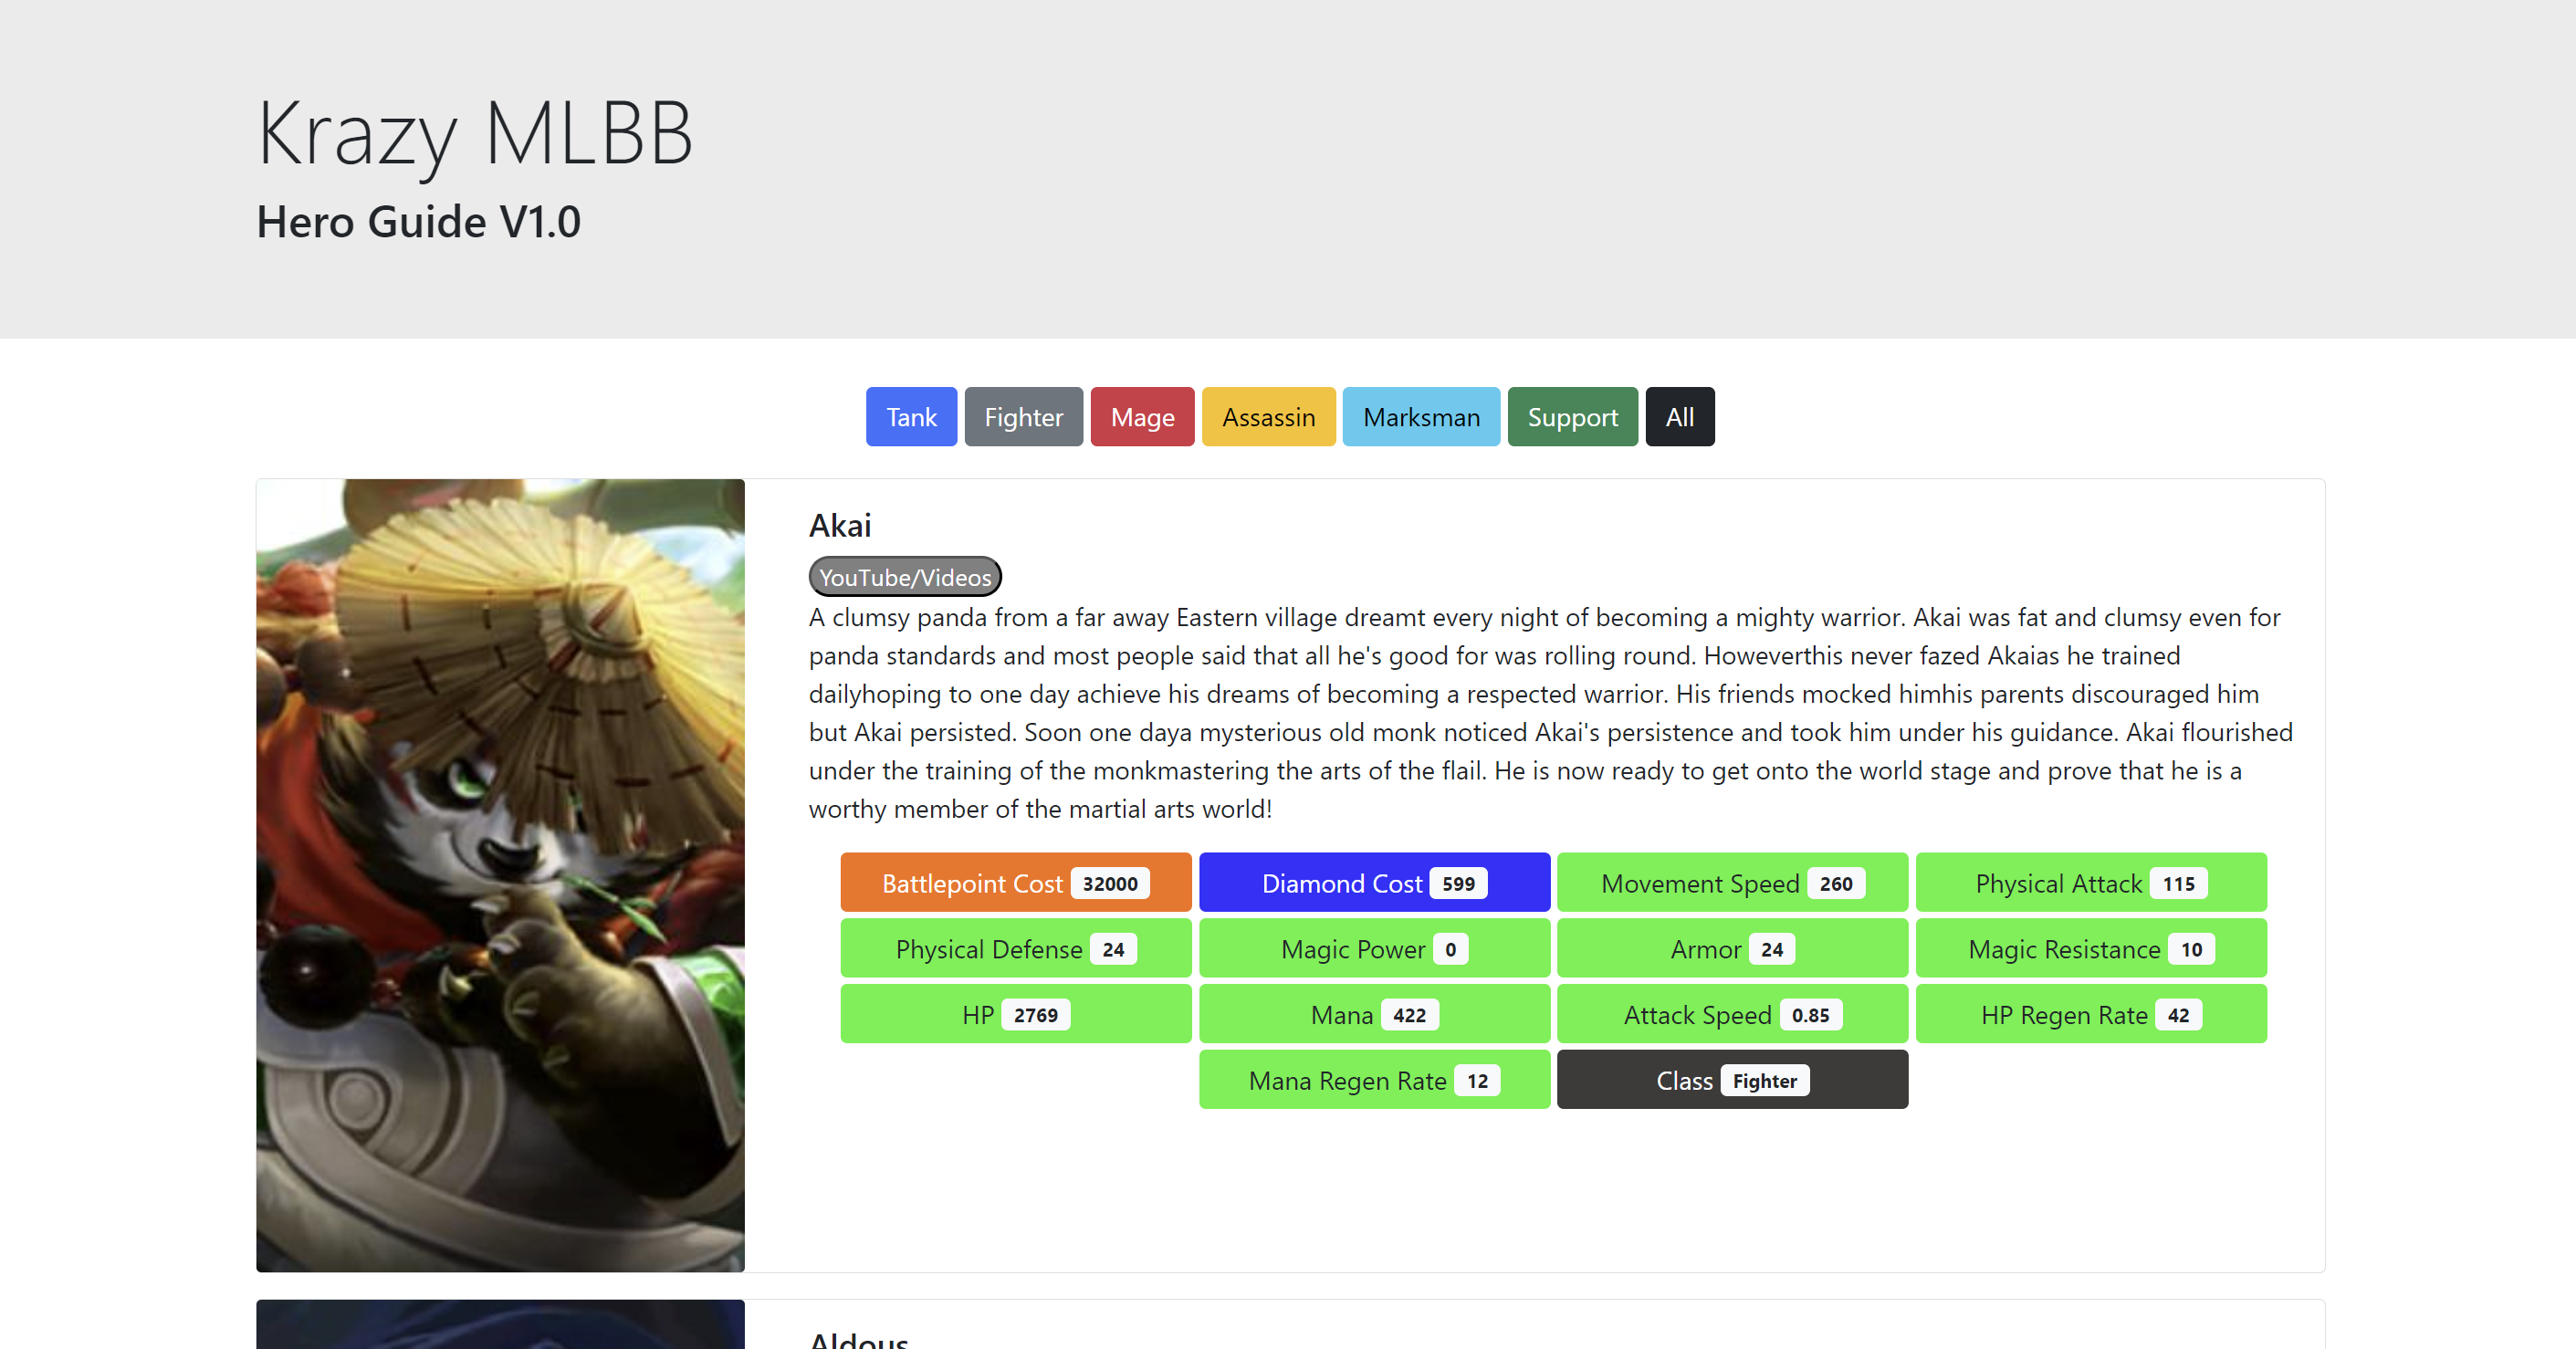 Krazy MLBB
Hero Guide V1.0
Tank Fighter Mage Assassin Marksman Support All
Akai
YouTube/Videos
A clumsy panda from a far away Eastern village dreamt every night of becoming a mighty warrior. Akai was fat and clumsy even for
panda standards and most people said that all he's good for was rolling round. Howeverthis never fazed Akaias he trained
dailyhoping to one day achieve his dreams of becoming a respected warrior. His friends mocked himhis parents discouraged him
but Akai persisted. Soon one daya mysterious old monk noticed Akai's persistence and took him under his guidance. Akai flourished
under the training of the monkmastering the arts of the flail. He is now ready to get onto the world stage and prove that he is a
worthy member of the martial arts world!
Battlepoint Cost 32000 Diamond Cost 599 Movement Speed 260 Physical Attack 115
Physical Defense 24 Magic Power 0 Armor 24 Magic Resistance 10
HP 2769 Mana 422 Attack Speed 0.85 HP Regen Rate 42
Mana Regen Rate 12 Class Fighter
Aldous